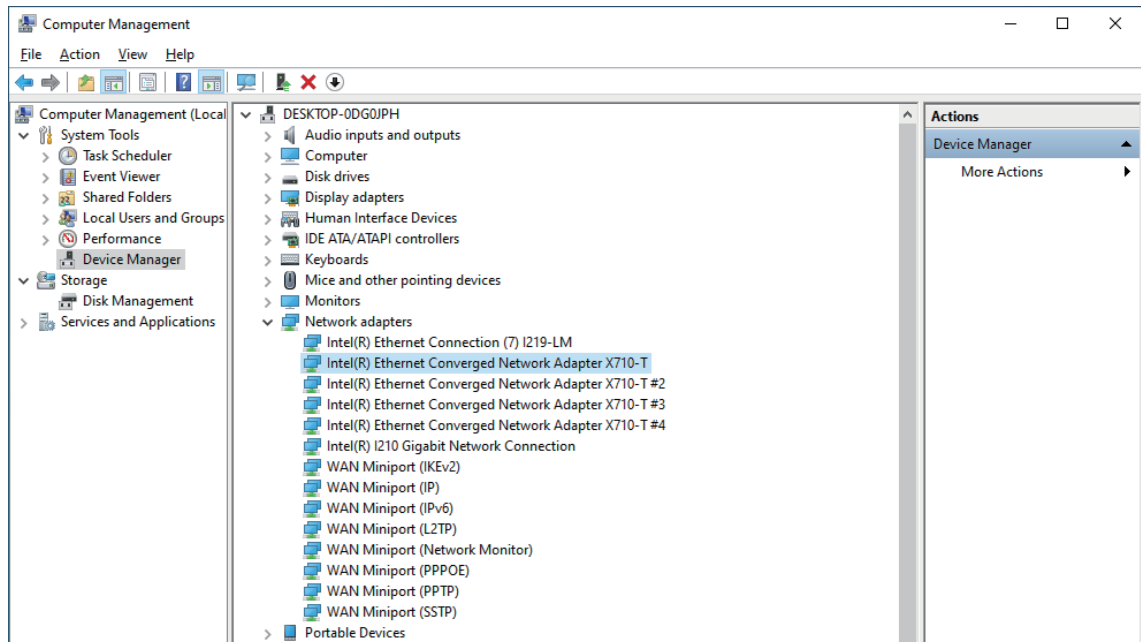 Computer Management
File Action View Help
Computer Management (Local
System Tools
Task Scheduler
Event Viewer
Shared Folders
Local Users and Groups
Performance
Device Manager
Storage
Disk Management
Services and Applications
DESKTOP-0DG0JPH
Audio inputs and outputs
Computer
Disk drives
Display adapters
Human Interface Devices
IDE ATA/ATAPI controllers
Keyboards
Mice and other pointing devices
Monitors
Network adapters
Intel(R) Ethernet Connection (7) I219-LM
Intel(R) Ethernet Converged Network Adapter X710-T
Intel(R) Ethernet Converged Network Adapter X710-T #2
Intel(R) Ethernet Converged Network Adapter X710-T #3
Intel(R) Ethernet Converged Network Adapter X710-T #4
Intel(R) I210 Gigabit Network Connection
WAN Miniport (IKEv2)
WAN Miniport (IP)
WAN Miniport (IPv6)
WAN Miniport (L2TP)
WAN Miniport (Network Monitor)
WAN Miniport (PPPOE)
WAN Miniport (PPTP)
WAN Miniport (SSTP)
Portable Devices
Actions
Device Manager
More Actions